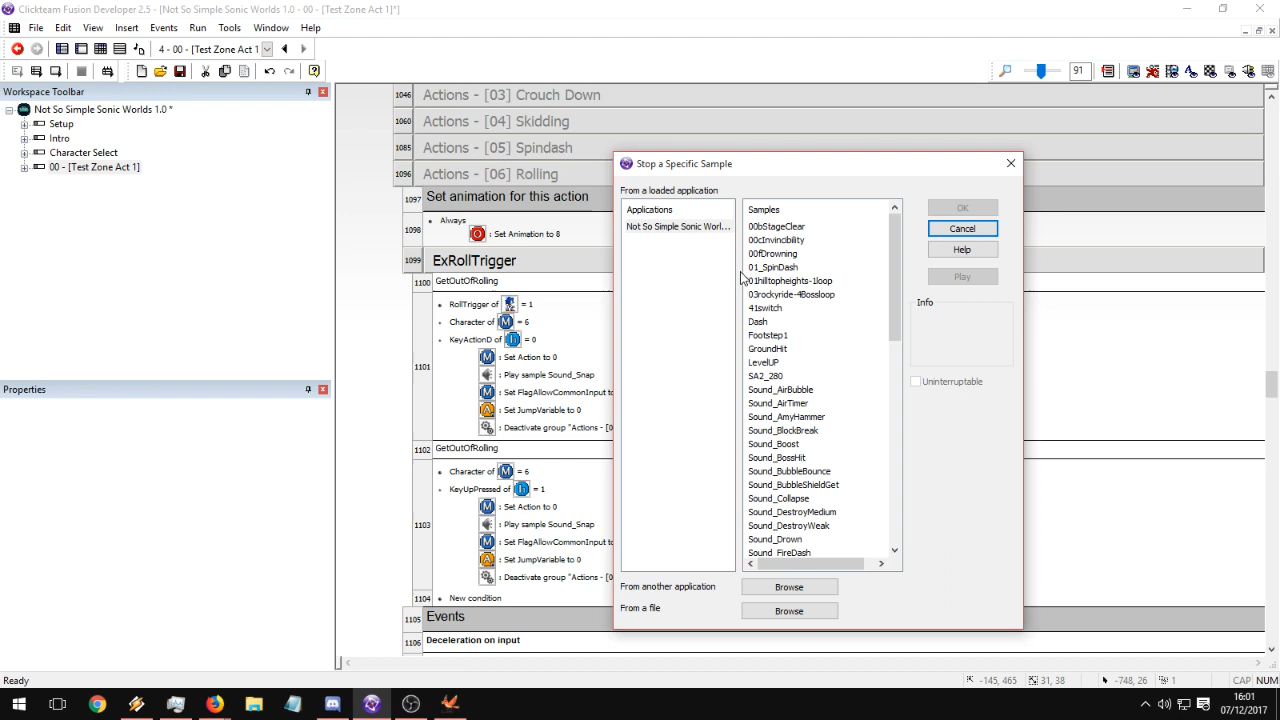 Clickteam Fusion Developer 2.5 - [Not So Simple Sonic Worlds 1.0 - 00 - [Test Zone Act 1]*]
File Edit View Insert Events Run Tools Window Help
4 - 00 - [Test Zone Act 1
91
Workspace Toolbar
Not So Simple Sonic Worlds 1.0 *
Setup
Intro
Character Select
00 - [Test Zone Act 1]
Properties
1046 Actions - [03] Crouch Down
1060 Actions - [04] Skidding
1085 Actions - [05] Spindash
1096 Actions - [06] Rolling
1097 Set animation for this action
1098 Always
: Set Animation to 8
1099 ExRollTrigger
1100 GetOutOfRolling
1101
RollTrigger of = 1
Character of = 6
KeyActionD of = 0
: Set Action to 0
: Play sample Sound_Snap
: Set FlagAllowCommonInput to
: Set JumpVariable to 0
: Deactivate group "Actions - [0
1102 GetOutOfRolling
1103
Character of = 6
KeyUpPressed of = 1
: Set Action to 0
: Play sample Sound_Snap
: Set FlagAllowCommonInput to
: Set JumpVariable to 0
: Deactivate group "Actions - [0
1104 New condition
1105 Events
1106 Deceleration on input
Stop a Specific Sample
From a loaded application
Applications
Not So Simple Sonic Worl...
Samples
00bStageClear
00cInvincibility
00fDrowning
01_SpinDash
01hilltopheights-1loop
03rockyride-4Bossloop
41switch
Dash
Footstep1
GroundHit
LevelUP
SA2_280
Sound_AirBubble
Sound_AirTimer
Sound_AmyHammer
Sound_BlockBreak
Sound_Boost
Sound_BossHit
Sound_BubbleBounce
Sound_BubbleShieldGet
Sound_Collapse
Sound_DestroyMedium
Sound_DestroyWeak
Sound_Drown
Sound_FireDash
OK
Cancel
Help
Play
Info
Uninterruptable
From another application Browse
From a file Browse
Ready
-145, 465
31, 38
-748, 26
1
CAP NUM
16:01
07/12/2017